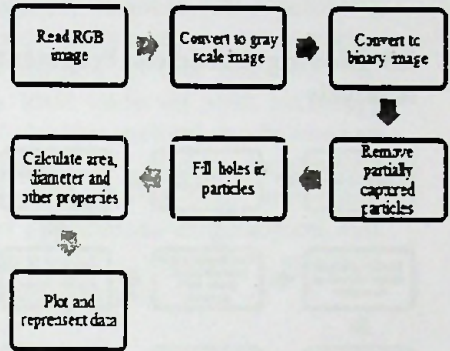 Read RGB
image
Convert to gray
scale image
Convert to
binary image
Remove
partially
captured
particles
Fill holes in
particles
Calculate area,
diameter and
other properties
Plot and
represent data